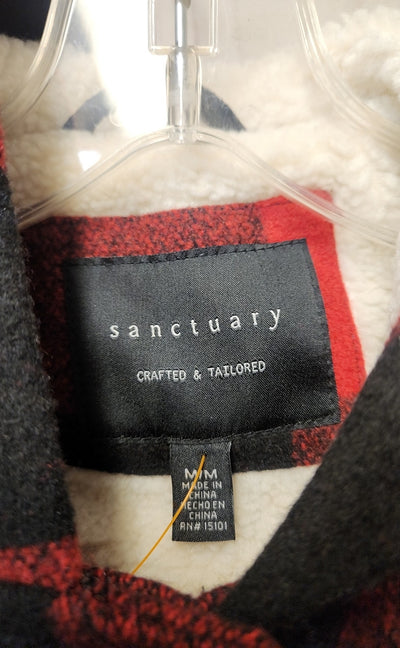 sanctuary
CRAFTED & TAILORED
M/M
MADE IN
CHINA
HECHO EN
CHINA
RN# 15101